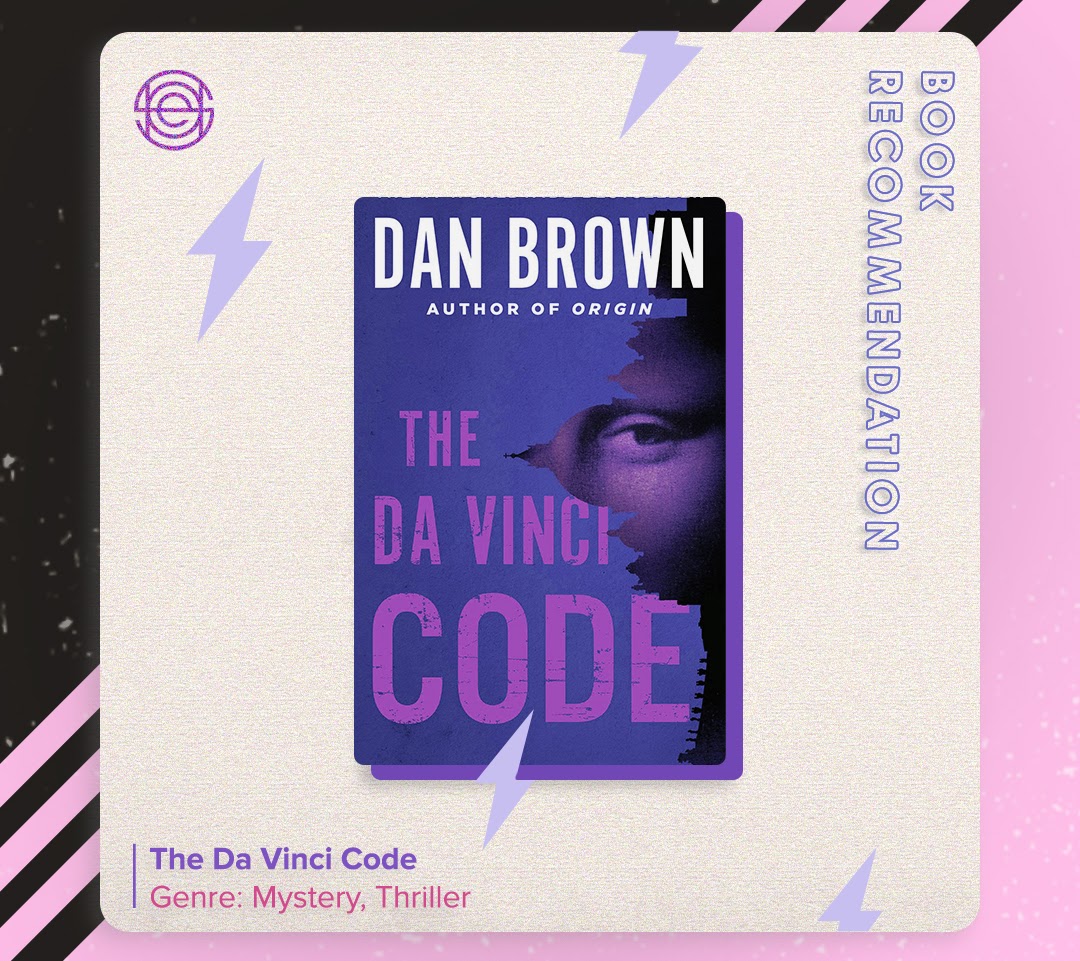 BOOK
RECOMMENDATION
DAN BROWN
AUTHOR OF ORIGIN
THE
DA VINCI
CODE
The Da Vinci Code
Genre: Mystery, Thriller